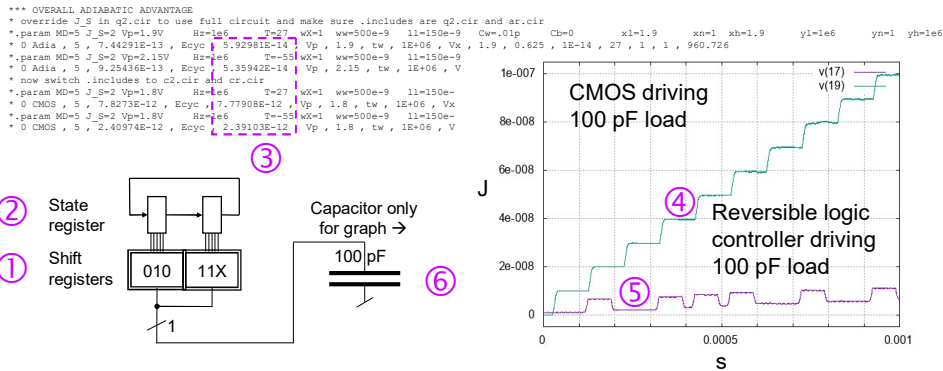 *** OVERALL ADIABATIC ADVANTAGE
* override J_S in q2.cir to use full circuit and make sure .includes are q2.cir and ar.cir
*.param MD=5 J_S=2 Vp=1.9V Hz=1e6 T=27 wX=1 ww=500e-9 ll=150e-9 Cw=.01p Cb=0 x1=1.9 xn=1 xh=1.9 yl=1e6 yn=1 yh=1e6
* 0 Adia , 5 , 7.44291E-13 , Ecyc , 5.92981E-14 , Vp , 1.9 , tw , 1E+06 , Vx , 1.9 , 0.625 , 1E-14 , 27 , 1 , 1 , 960.726
*.param MD=5 J_S=2 Vp=2.15V Hz=1e6 T=-55 wX=1 ww=500e-9 ll=150e-9
* 0 Adia , 5 , 9.25436E-13 , Ecyc , 5.35942E-14 , Vp , 2.15 , tw , 1E+06 , V
* now switch .includes to c2.cir and cr.cir
*.param MD=5 J_S=2 Vp=1.8V Hz=1e6 T=27 wX=1 ww=500e-9 ll=150e-
* 0 CMOS , 5 , 7.8273E-12 , Ecyc , 7.77908E-12 , Vp , 1.8 , tw , 1E+06 , Vx
*.param MD=5 J_S=2 Vp=1.8V Hz=1e6 T=-55 wX=1 ww=500e-9 ll=150e-
* 0 CMOS , 5 , 2.40974E-12 , Ecyc , 2.39103E-12 , Vp , 1.8 , tw , 1E+06 , V
③
② State register
① Shift registers
010 11X
1
Capacitor only
for graph →
100 pF
⑥
1e-007
8e-008
6e-008
4e-008
2e-008
0
J
v(17)
v(19)
CMOS driving
100 pF load
④
Reversible logic
controller driving
100 pF load
⑤
0 0.0005 0.001
s